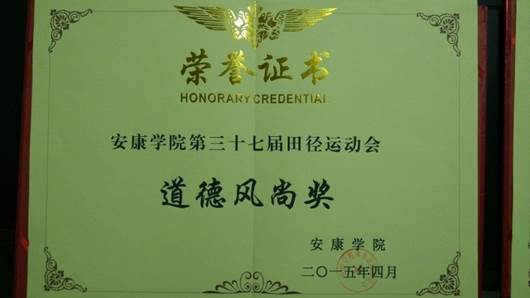 荣誉证书
HONORARY CREDENTIAL
安康学院第三十七届田径运动会
道德风尚奖
安康学院
二〇一五年四月